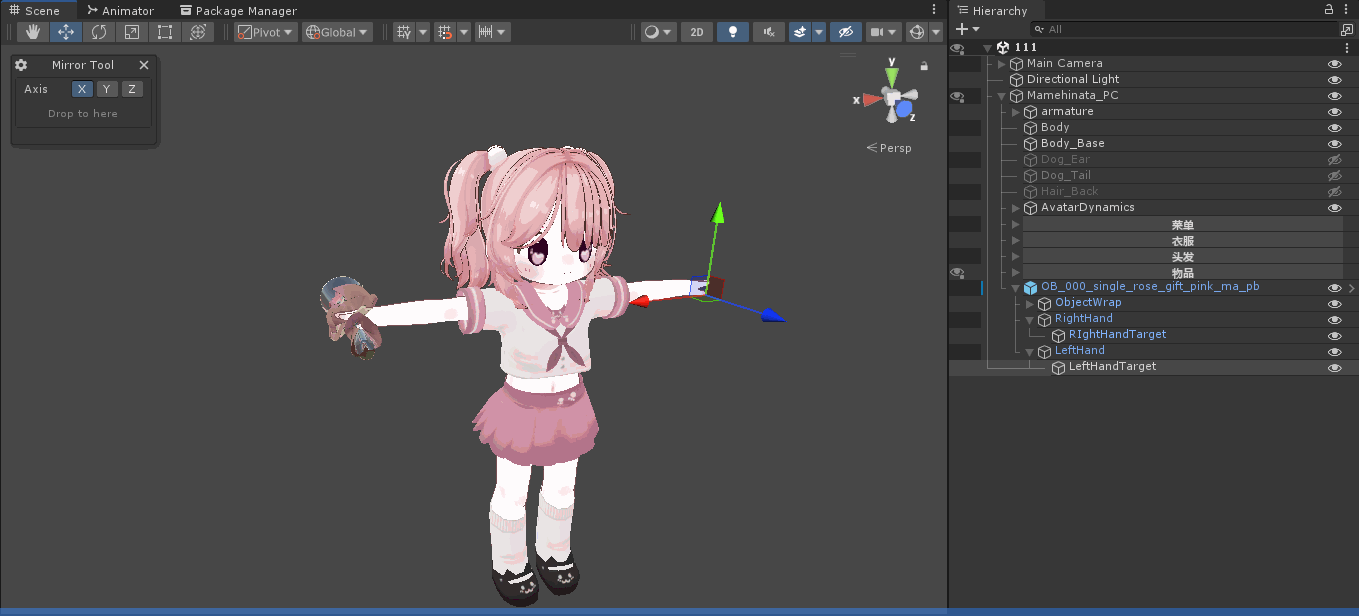 Scene Animator Package Manager
Pivot Global 2D
Mirror Tool
Axis X Y Z
Drop to here
y
x
z
Persp
Hierarchy
All
111
Main Camera
Directional Light
Mamehinata_PC
armature
Body
Body_Base
Dog_Ear
Dog_Tail
Hair_Back
AvatarDynamics
菜单
衣服
头发
物品
OB_000_single_rose_gift_pink_ma_pb
ObjectWrap
RightHand
RIghtHandTarget
LeftHand
LeftHandTarget